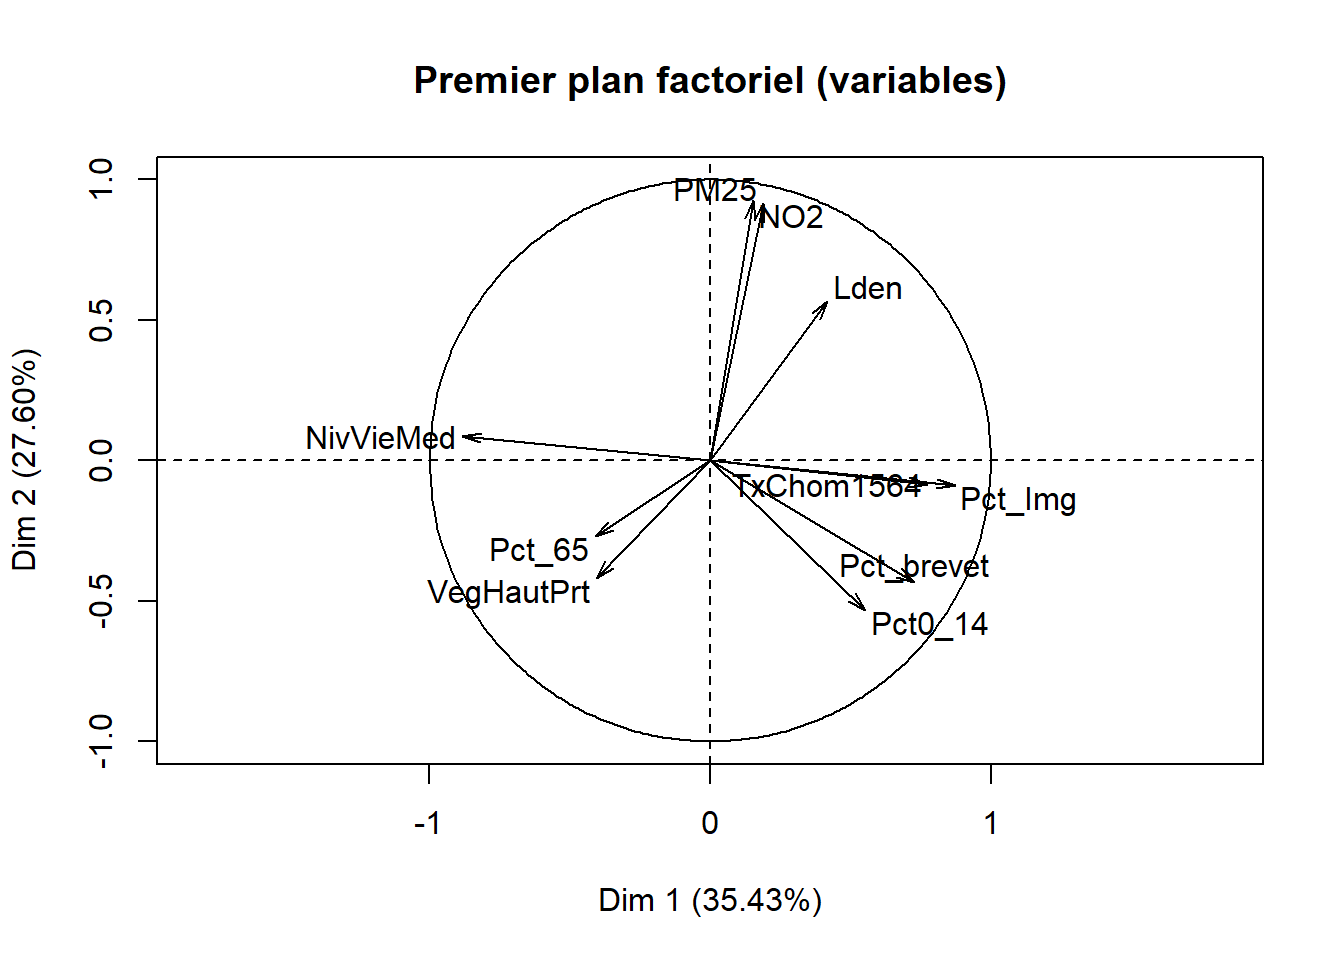 Premier plan factoriel (variables)
Dim 2 (27.60%)
1.0
0.5
0.0
-0.5
-1.0
PM25
NO2
Lden
NivVieMed
TxChom1564
Pct_Img
Pct_65
Pct_brevet
VegHautPrt
Pct0_14
-1
0
1
Dim 1 (35.43%)